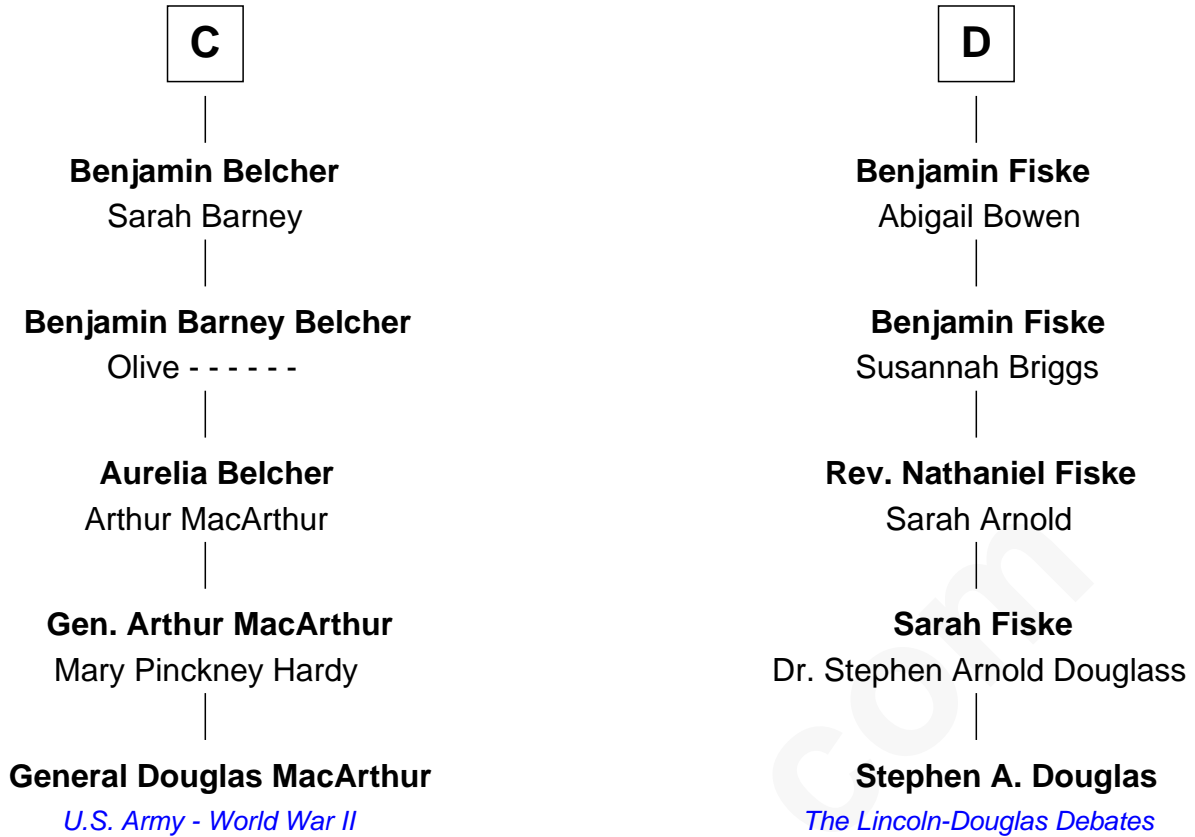 C
Benjamin Belcher
Sarah Barney
Benjamin Barney Belcher
Olive - - - - - -
Aurelia Belcher
Arthur MacArthur
Gen. Arthur MacArthur
Mary Pinckney Hardy
General Douglas MacArthur
U.S. Army - World War II
D
Benjamin Fiske
Abigail Bowen
Benjamin Fiske
Susannah Briggs
Rev. Nathaniel Fiske
Sarah Arnold
Sarah Fiske
Dr. Stephen Arnold Douglass
Stephen A. Douglas
The Lincoln-Douglas Debates
com